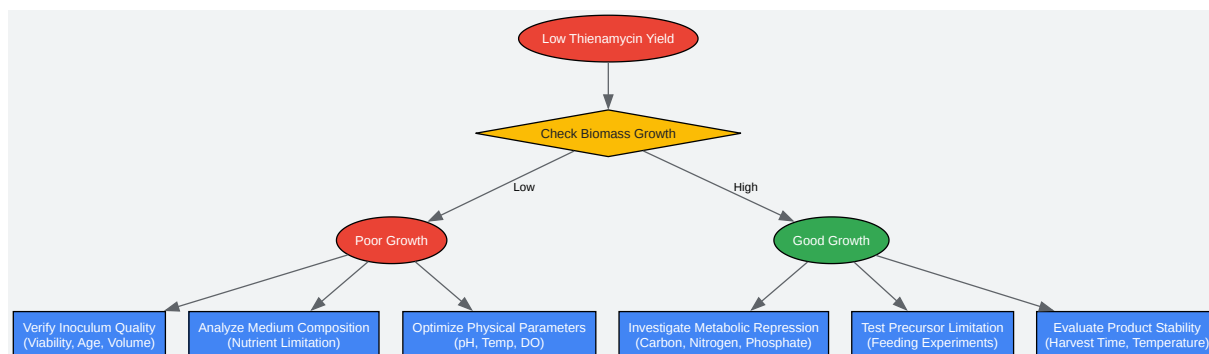 Low Thienamycin Yield
Check Biomass Growth
Low
High
Poor Growth
Good Growth
Verify Inoculum Quality
(Viability, Age, Volume)
Analyze Medium Composition
(Nutrient Limitation)
Optimize Physical Parameters
(pH, Temp, DO)
Investigate Metabolic Repression
(Carbon, Nitrogen, Phosphate)
Test Precursor Limitation
(Feeding Experiments)
Evaluate Product Stability
(Harvest Time, Temperature)